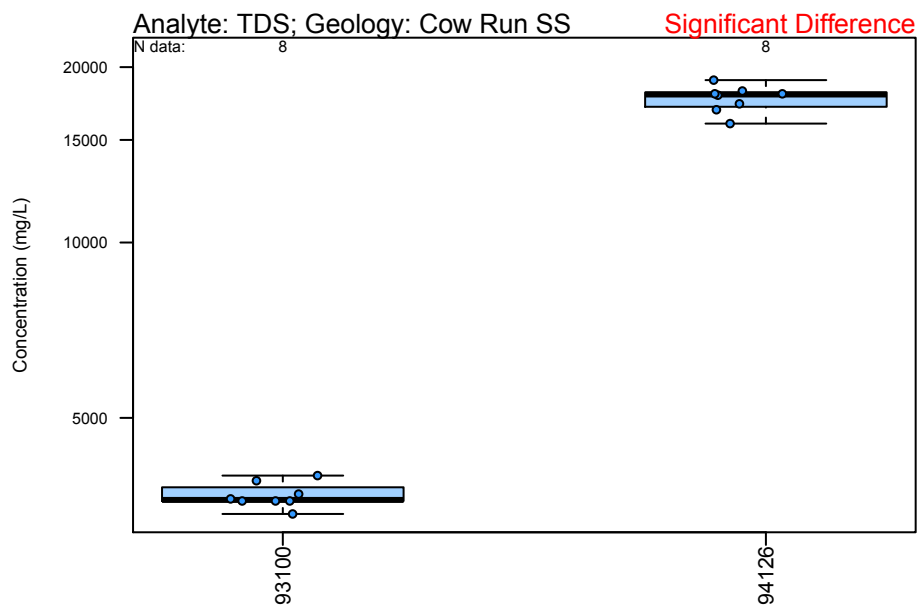 Analyte: TDS; Geology: Cow Run SS Significant Difference
N data: 8 8
20000
15000
10000
5000
Concentration (mg/L)
93100 94126